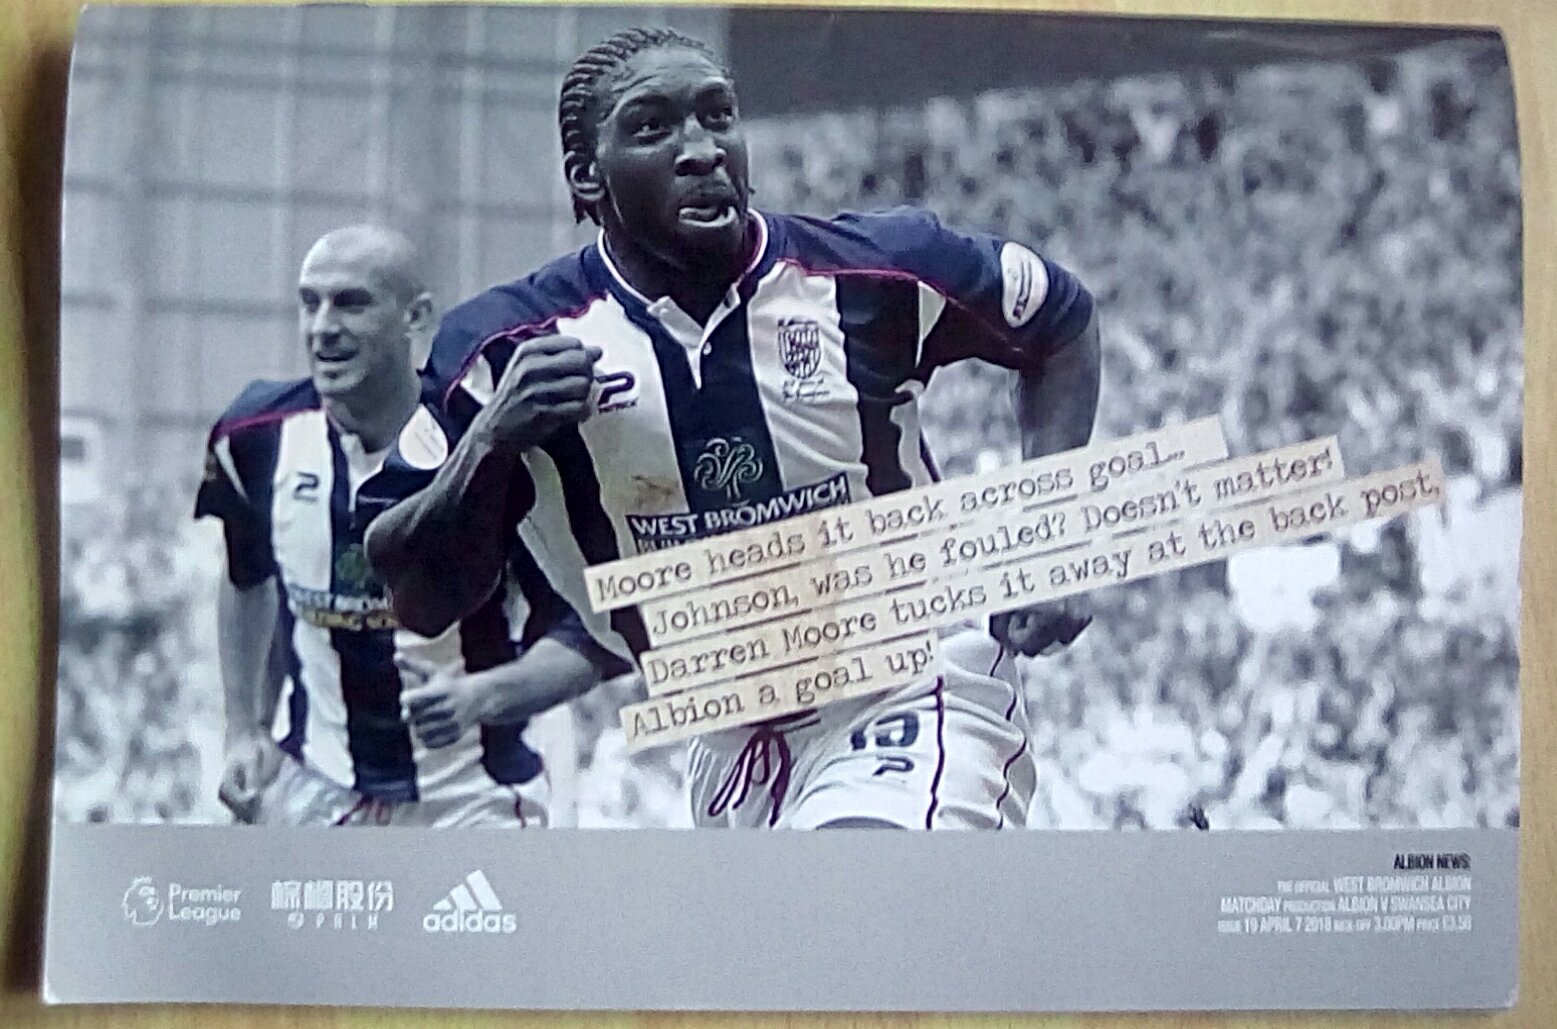 PATRICK
WEST BROMWICH
Moore heads it back across goal...
Johnson, was he fouled? Doesn't matter!
Darren Moore tucks it away at the back post,
Albion a goal up!
15
Premier
League
棕榈股份
PALM
adidas
ALBION NEWS
THE OFFICIAL WEST BROMWICH ALBION
MATCHDAY PRODUCTION ALBION V SWANSEA CITY
ISSUE 19 APRIL 7 2018 KICK OFF 3.00PM PRICE £3.50